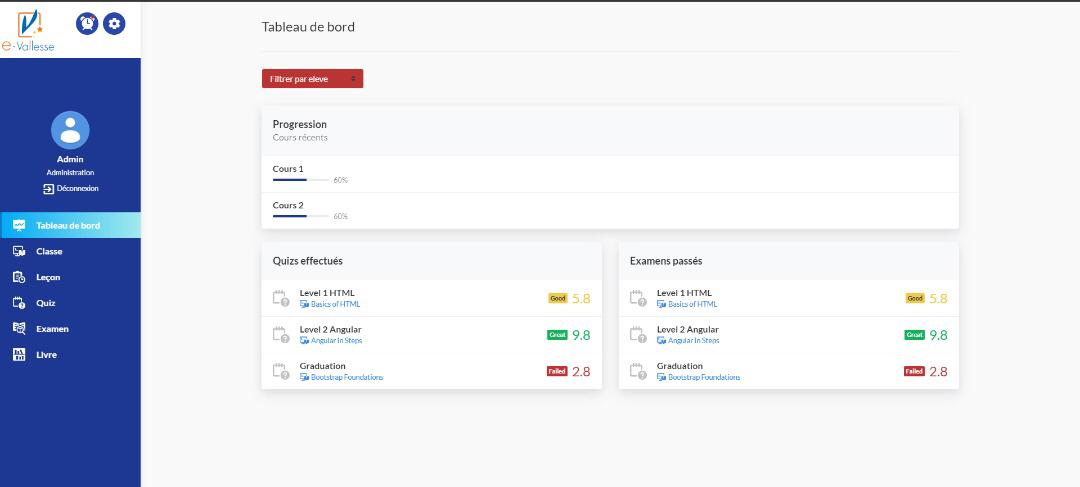 e-Vallesse
Admin
Administration
Déconnexion
Tableau de bord
Classe
Leçon
Quiz
Examen
Livre
Tableau de bord
Filtrer par eleve
Progression
Cours récents
Cours 1
60%
Cours 2
60%
Quizs effectués
Level 1 HTML
Basics of HTML
Good 5.8
Level 2 Angular
Angular in Steps
Great 9.8
Graduation
Bootstrap Foundations
Failed 2.8
Examens passés
Level 1 HTML
Basics of HTML
Good 5.8
Level 2 Angular
Angular in Steps
Great 9.8
Graduation
Bootstrap Foundations
Failed 2.8